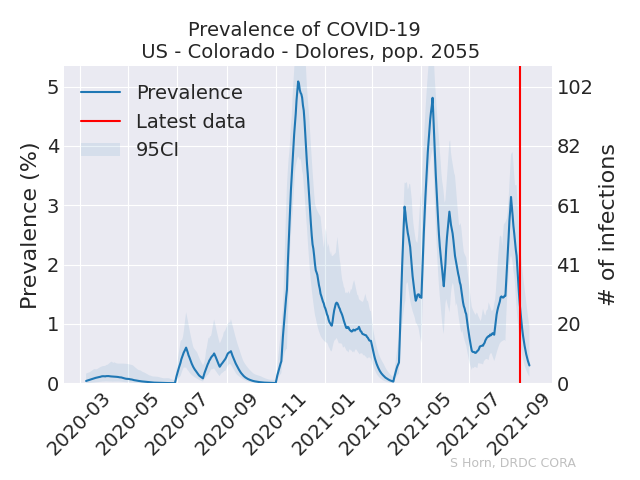 Prevalence of COVID-19
US - Colorado - Dolores, pop. 2055
Prevalence (%)
5
4
3
2
1
0
Prevalence
Latest data
95CI
102
82
61
41
20
0
# of infections
2020-03
2020-05
2020-07
2020-09
2020-11
2021-01
2021-03
2021-05
2021-07
2021-09
S Horn, DRDC CORA